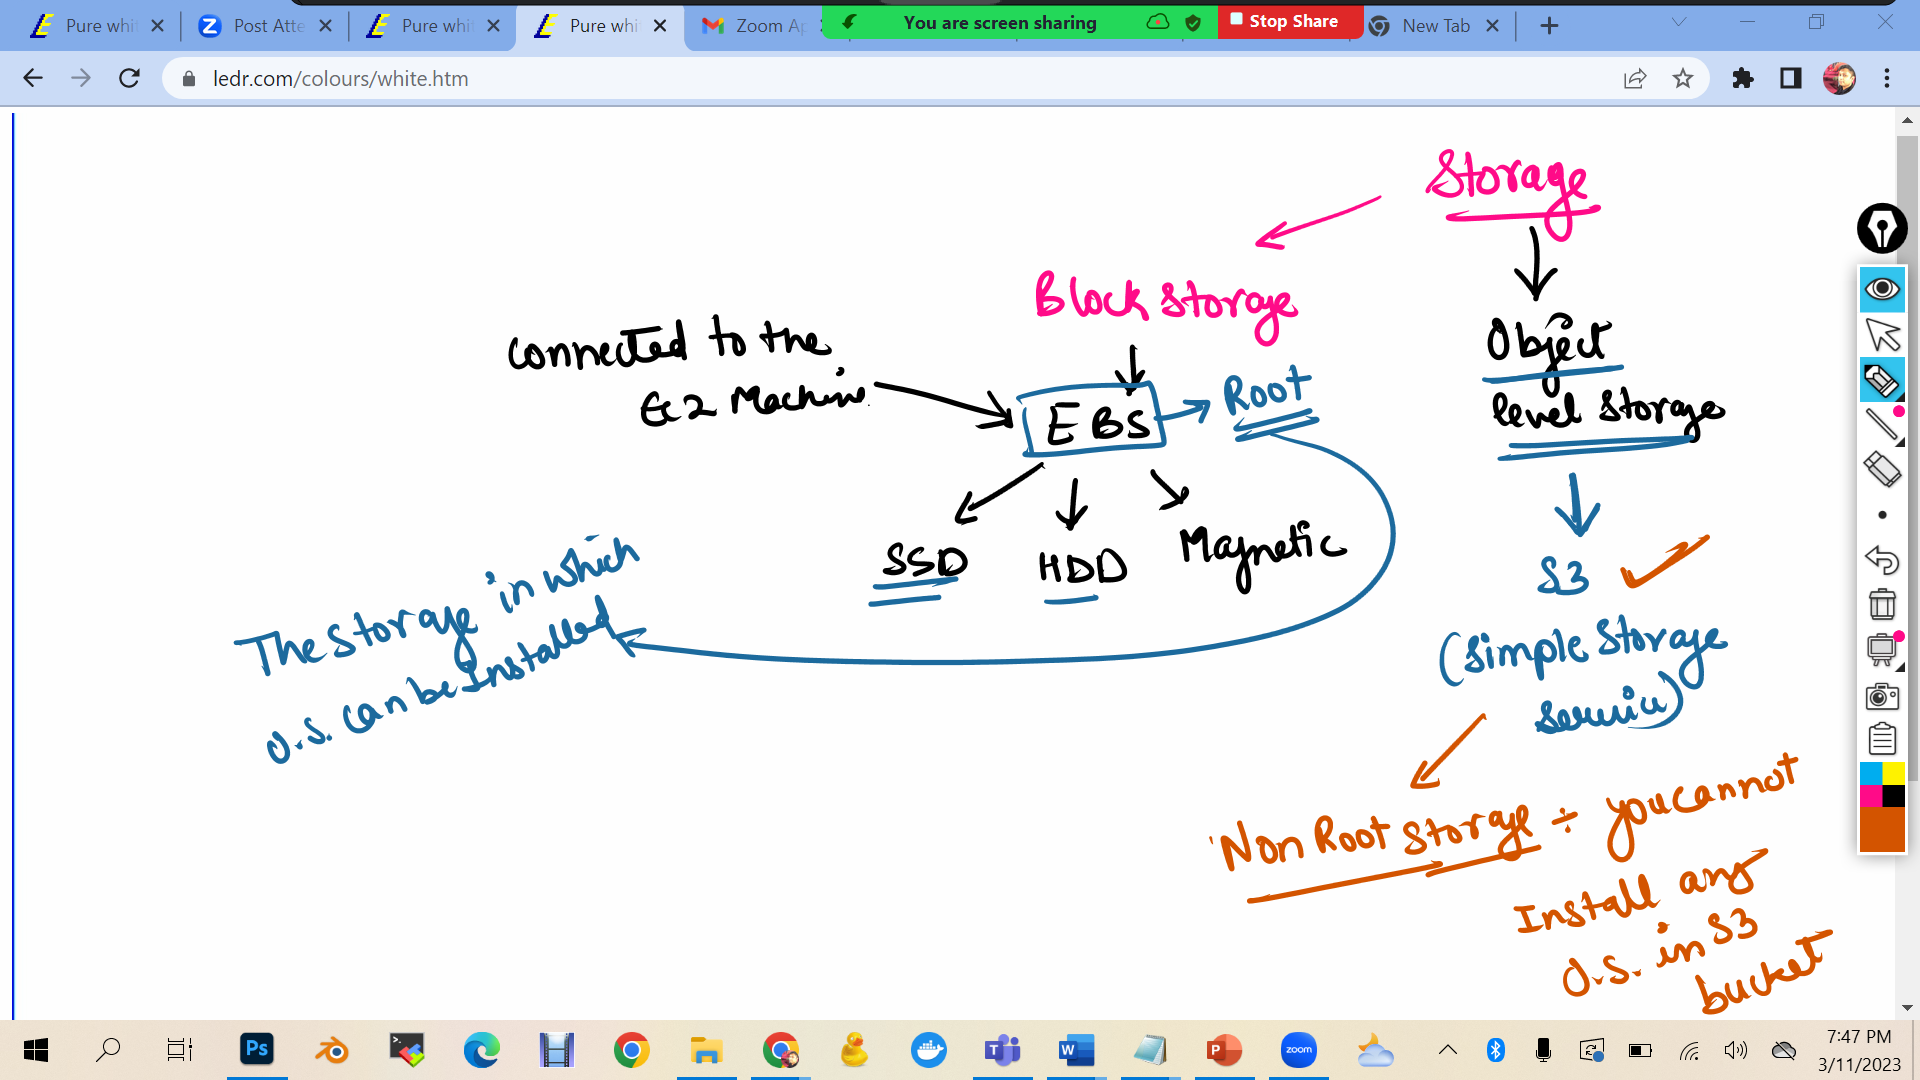 Pure whi
Post Atte
Pure whi
Pure whi
Zoom Ap
You are screen sharing
Stop Share
New Tab
ledr.com/colours/white.htm
Storage
Block Storage
Object
level Storage
connected to the
Ec2 Machine.
EBS
Root
SSD
HDD
Magnetic
S3
(Simple Storage
Service)
The Storage in which
O.S. can be Installed
Non Root Storage ÷ you cannot
Install any
O.S. in S3
bucket
Ps
W
P
zoom
7:47 PM
3/11/2023